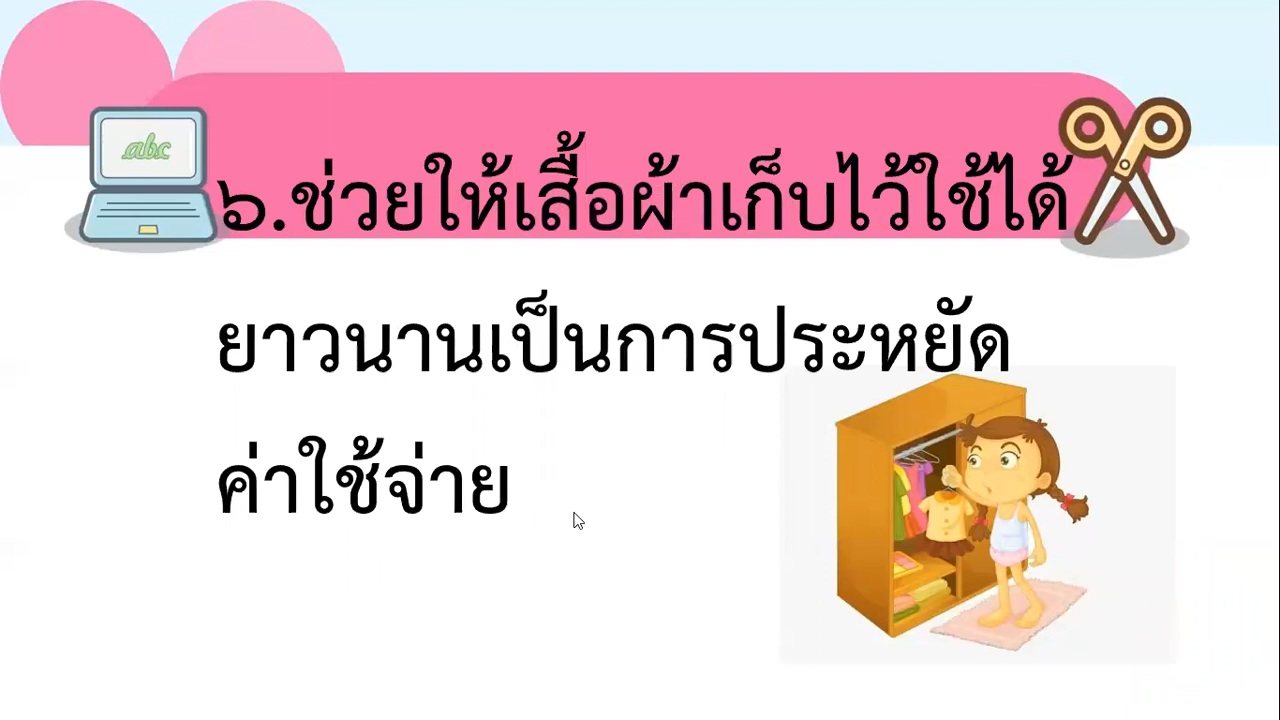 abc
๖.ช่วยให้เสื้อผ้าเก็บไว้ใช้ได้
ยาวนานเป็นการประหยัด
ค่าใช้จ่าย